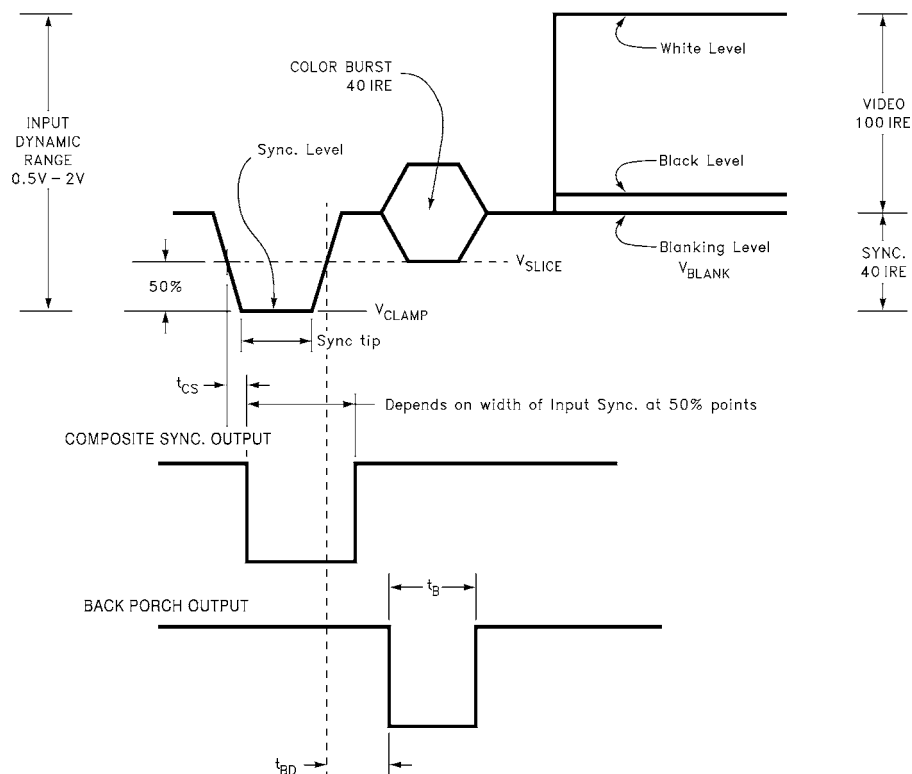 White Level
COLOR BURST
40 IRE
INPUT
DYNAMIC
RANGE
0.5V – 2V
VIDEO
100 IRE
Sync. Level
Black Level
Blanking Level
VBLANK
VSLICE
SYNC.
40 IRE
50%
VCLAMP
Sync tip
tCS
Depends on width of Input Sync. at 50% points
COMPOSITE SYNC. OUTPUT
tB
BACK PORCH OUTPUT
tBD